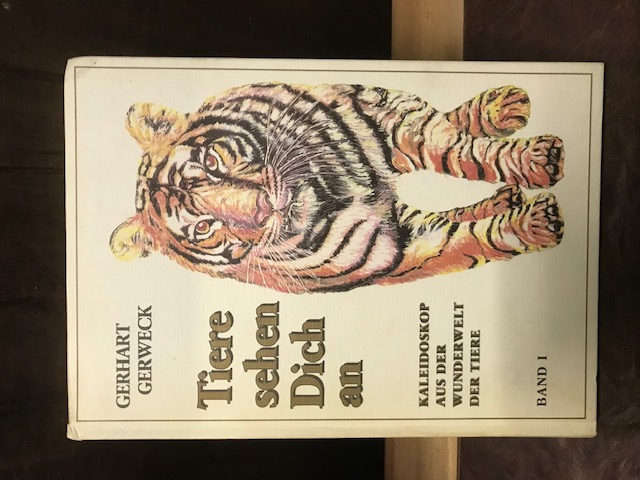 GERHART
GERWECK
Tiere
sehen
Dich
an
KALEIDOSKOP
AUS DER
WUNDERWELT
DER TIERE
BAND I